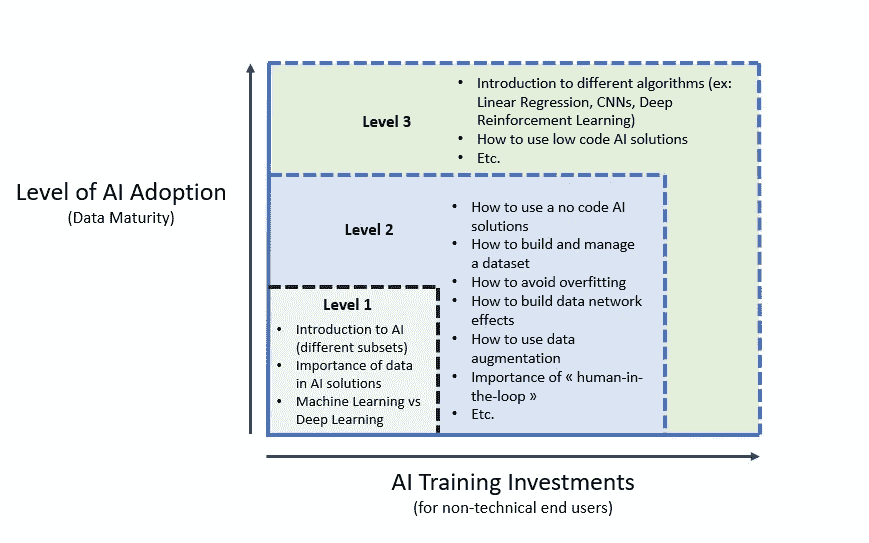 Level 3
• Introduction to different algorithms (ex:
Linear Regression, CNNs, Deep
Reinforcement Learning)
• How to use low code AI solutions
• Etc.
Level of AI Adoption
(Data Maturity)
Level 2
• How to use a no code AI
solutions
• How to build and manage
a dataset
• How to avoid overfitting
• How to build data network
effects
• How to use data
augmentation
• Importance of « human-in-
the-loop »
• Etc.
Level 1
• Introduction to AI
(different subsets)
• Importance of data
in AI solutions
• Machine Learning vs
Deep Learning
AI Training Investments
(for non-technical end users)